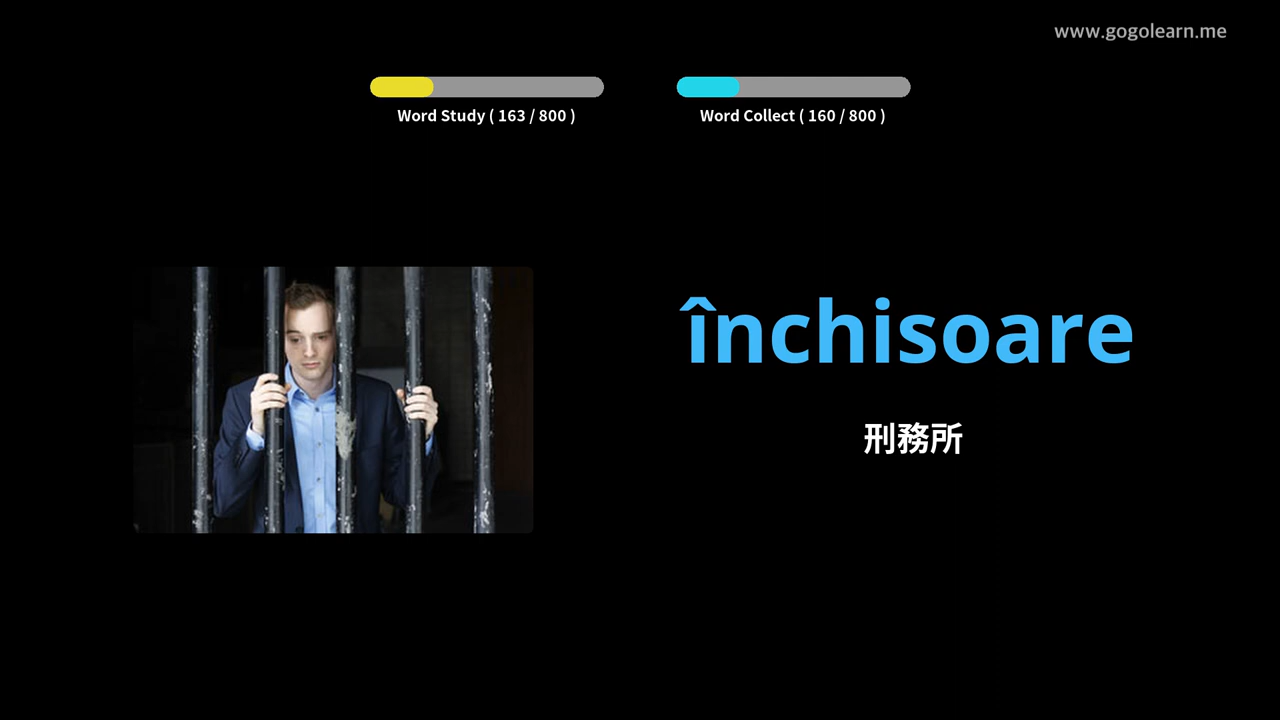 www.gogolearn.me
Word Study ( 163 / 800 )
Word Collect ( 160 / 800 )
închisoare
刑務所